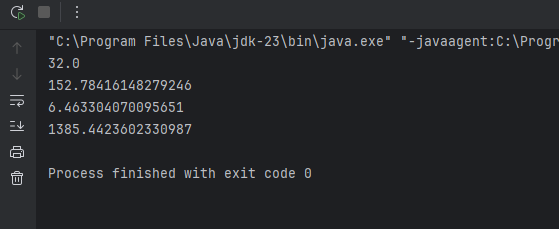 "C:\Program Files\Java\jdk-23\bin\java.exe" "-javaagent:C:\Progr
32.0
152.78416148279246
6.463304070095651
1385.4423602330987
Process finished with exit code 0